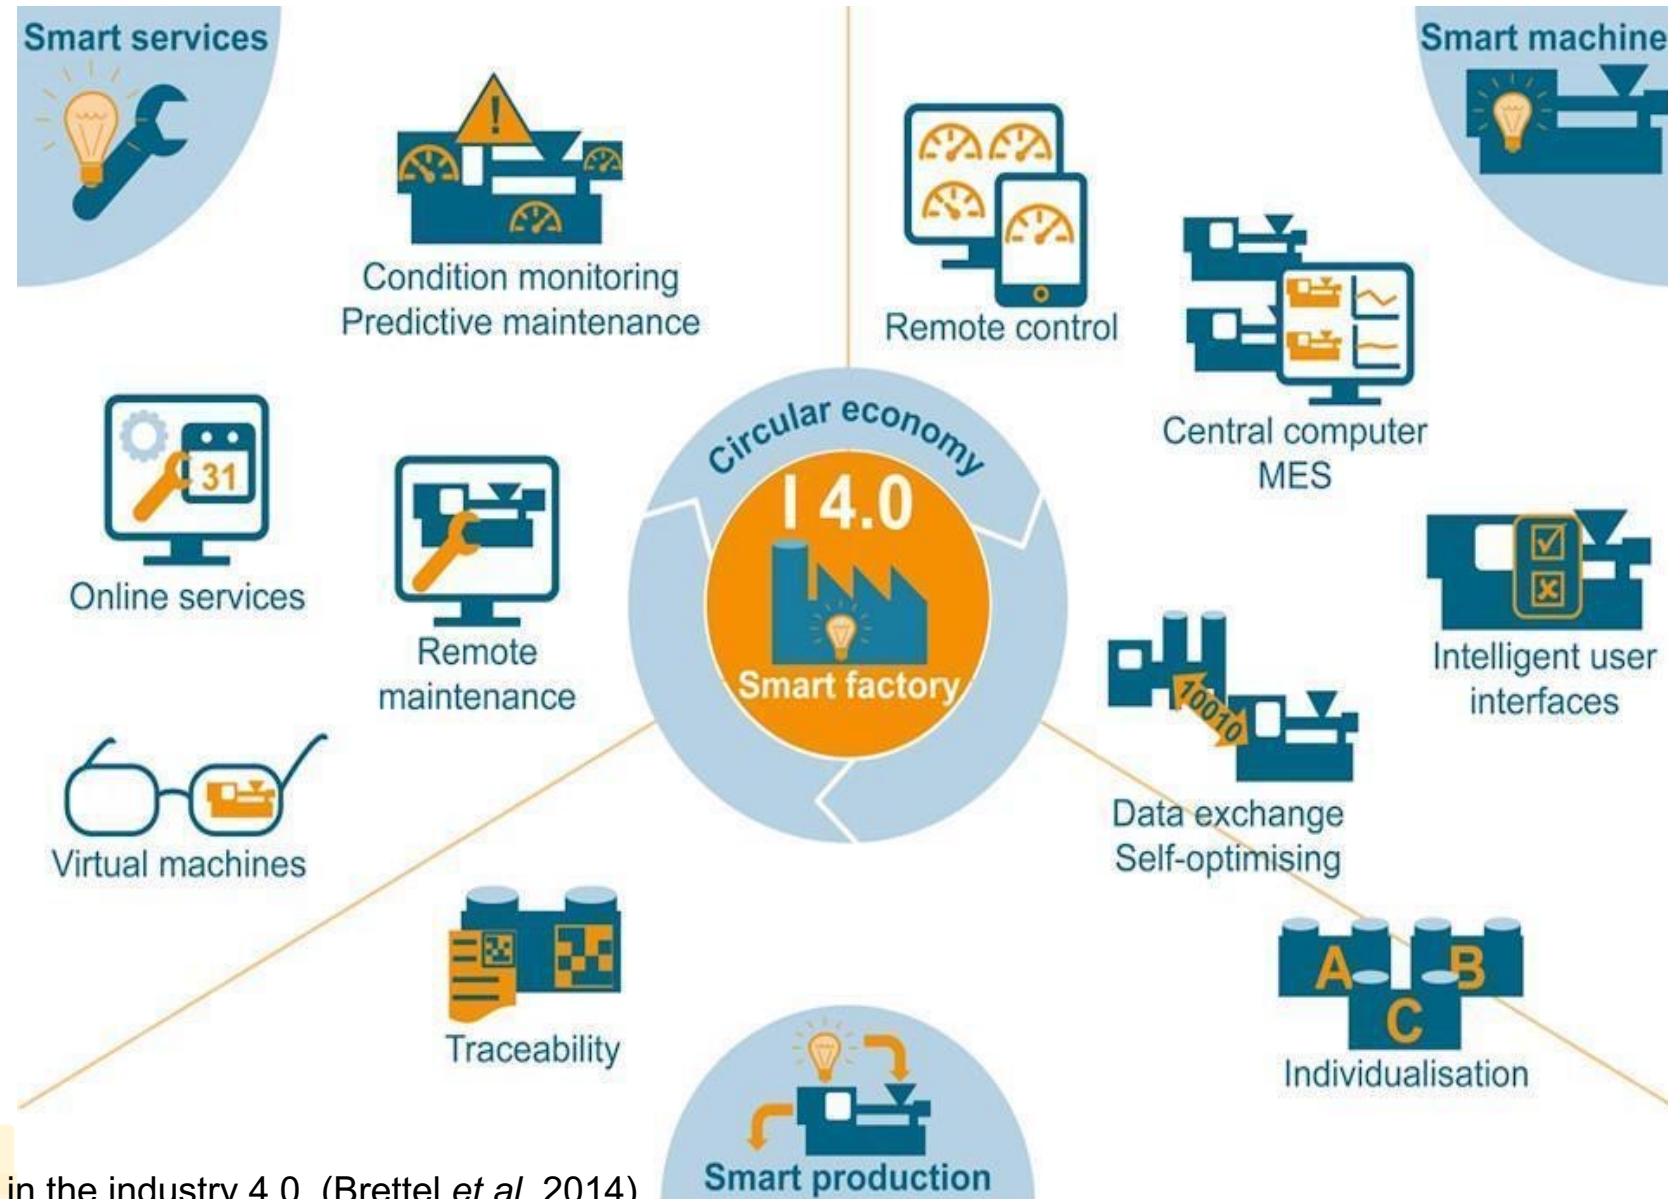 Smart services
Smart machine
!
Condition monitoring
Predictive maintenance
Remote control
Central computer
MES
31
Online services
Remote
maintenance
Circular economy
I 4.0
Smart factory
Intelligent user
interfaces
10010
Data exchange
Self-optimising
Virtual machines
Traceability
A
B
C
Individualisation
Smart production
in the industry 4.0 (Brettel et al. 2014)